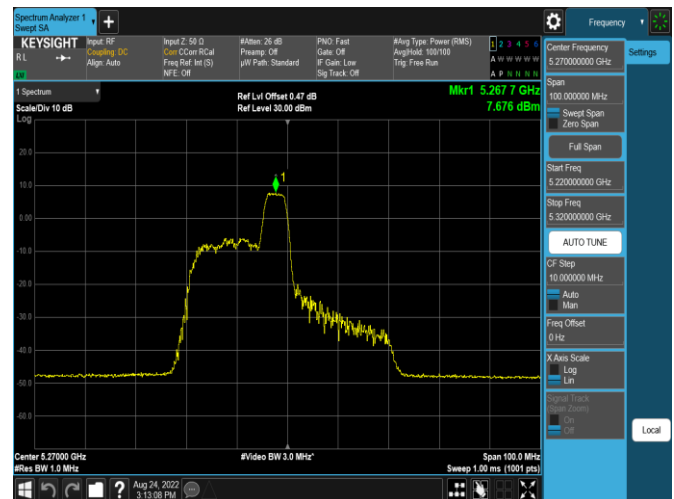 Spectrum Analyzer 1
Swept SA
+
Frequency
KEYSIGHT
RL
LV
Input: RF
Coupling: DC
Align: Auto
Input Z: 50 Ω
Corr CCorr RCal
Freq Ref: Int (S)
NFE: Off
#Atten: 26 dB
Preamp: Off
µW Path: Standard
PNO: Fast
Gate: Off
IF Gain: Low
Sig Track: Off
#Avg Type: Power (RMS)
Avg|Hold: 100/100
Trig: Free Run
1 2 3 4 5 6
A W W W W W
A P N N N N
1 Spectrum
Scale/Div 10 dB
Log
Ref Lvl Offset 0.47 dB
Ref Level 30.00 dBm
Mkr1 5.267 7 GHz
7.676 dBm
20.0
10.0
0.00
-10.0
-20.0
-30.0
-40.0
-50.0
-60.0
1
Center 5.27000 GHz
#Res BW 1.0 MHz
#Video BW 3.0 MHz*
Span 100.0 MHz
Sweep 1.00 ms (1001 pts)
Aug 24, 2022
3:13:08 PM
?
Center Frequency
5.270000000 GHz
Settings
Span
100.000000 MHz
Swept Span
Zero Span
Full Span
Start Freq
5.220000000 GHz
Stop Freq
5.320000000 GHz
AUTO TUNE
CF Step
10.000000 MHz
Auto
Man
Freq Offset
0 Hz
X Axis Scale
Log
Lin
Signal Track
(Span Zoom)
On
Off
Local